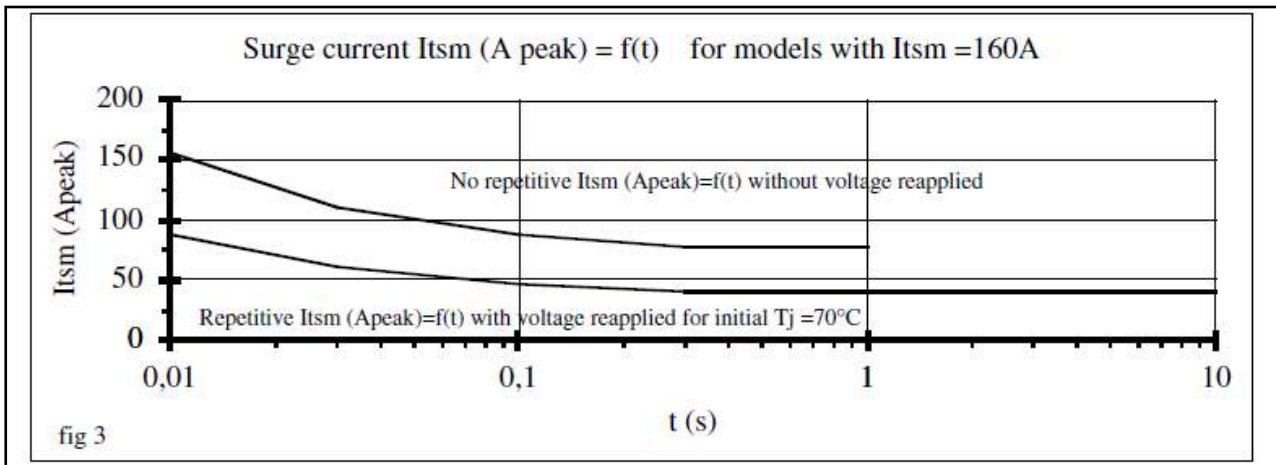 Surge current Itsm (A peak) = f(t) for models with Itsm =160A
200
150
100
50
0
Itsm (Apeak)
No repetitive Itsm (Apeak)=f(t) without voltage reapplied
Repetitive Itsm (Apeak)=f(t) with voltage reapplied for initial Tj =70°C
0,01 0,1 1 10
t (s)
fig 3